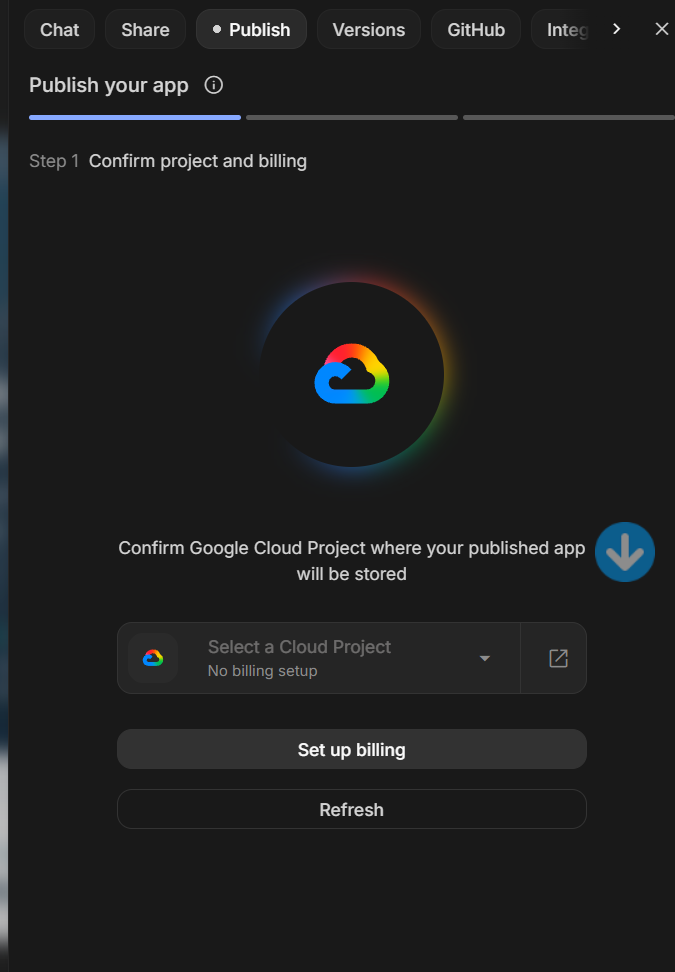 Chat Share Publish Versions GitHub Integ
Publish your app
Step 1 Confirm project and billing
Confirm Google Cloud Project where your published app
will be stored
Select a Cloud Project
No billing setup
Set up billing
Refresh